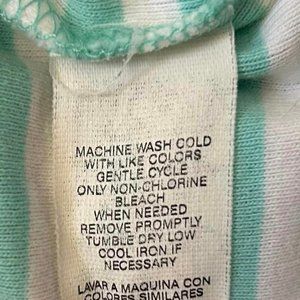 MACHINE WASH COLD
WITH LIKE COLORS
GENTLE CYCLE
ONLY NON-CHLORINE
BLEACH
WHEN NEEDED
REMOVE PROMPTLY
TUMBLE DRY LOW
COOL IRON IF
NECESSARY
LAVAR A MAQUINA CON
COLORES SIMILARES